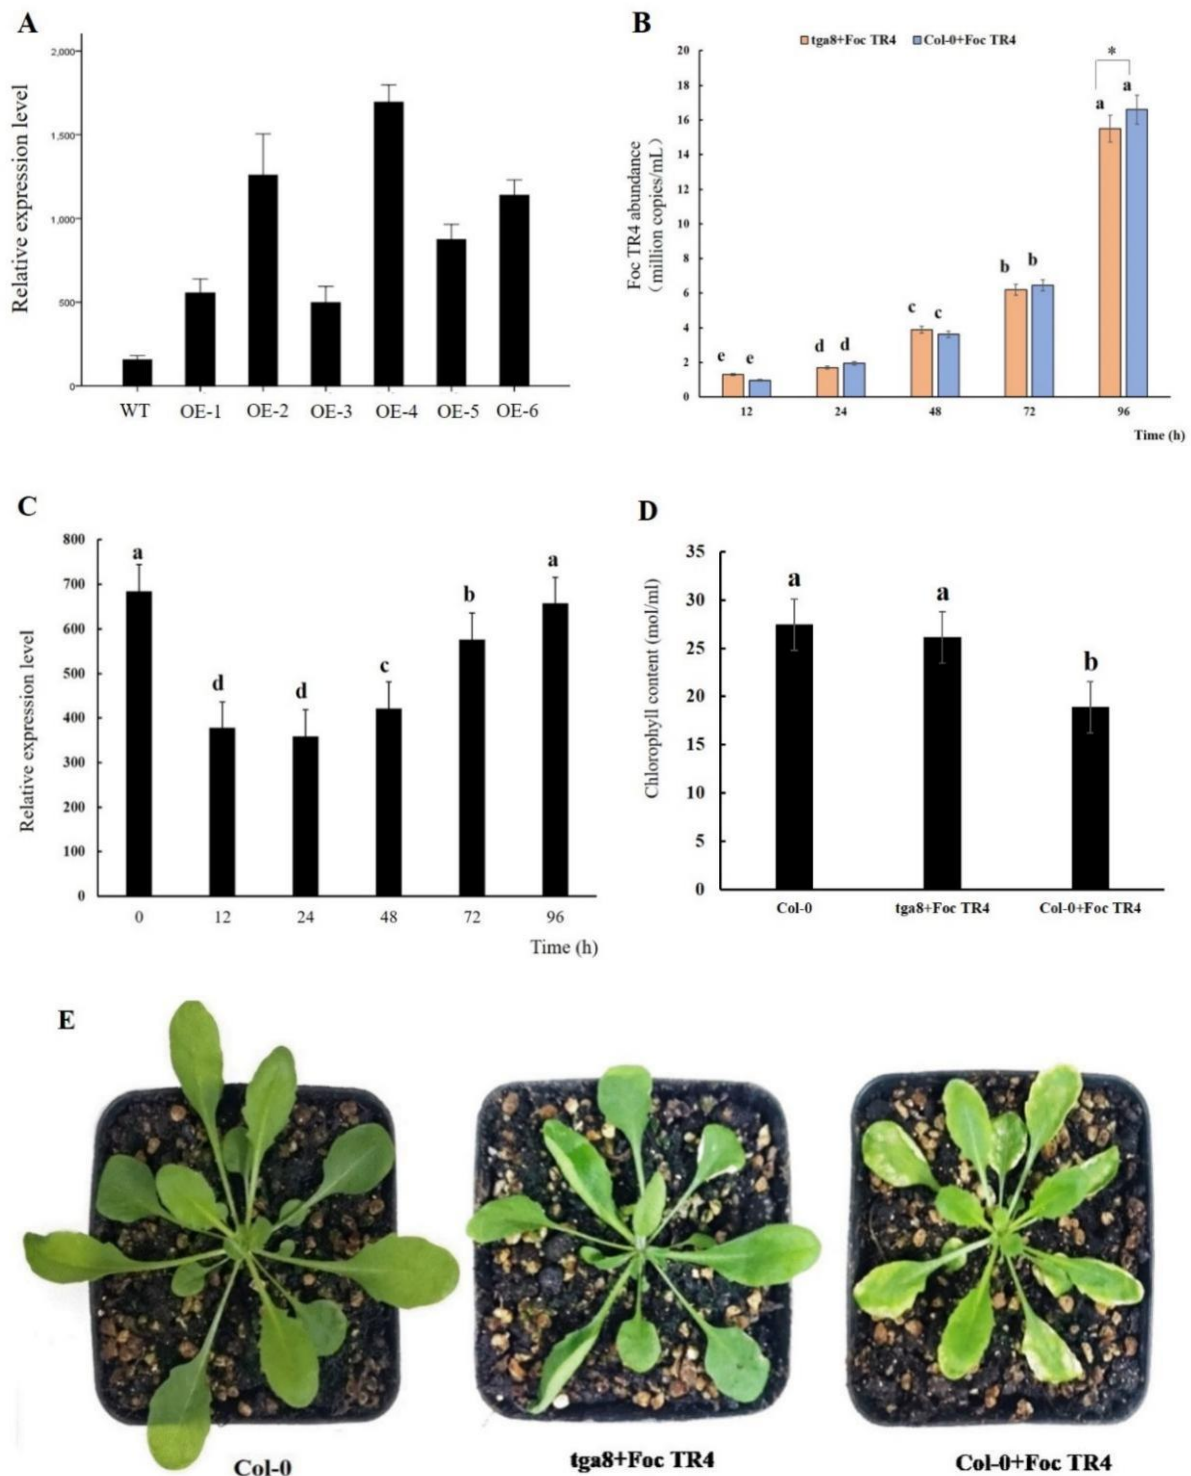 A
Relative expression level
2,000
1,500
1,000
500
0
WT OE-1 OE-2 OE-3 OE-4 OE-5 OE-6
B
tga8+Foc TR4 Col-0+Foc TR4
Foc TR4 abundance
(million copies/mL)
20
18
16
14
12
10
8
6
4
2
0
e e d d c c b b a a *
12 24 48 72 96
Time (h)
C
Relative expression level
800
700
600
500
400
300
200
100
0
a d d c b a
0 12 24 48 72 96
Time (h)
D
Chlorophyll content (mol/ml)
35
30
25
20
15
10
5
0
a a b
Col-0 tga8+Foc TR4 Col-0+Foc TR4
E
Col-0 tga8+Foc TR4 Col-0+Foc TR4